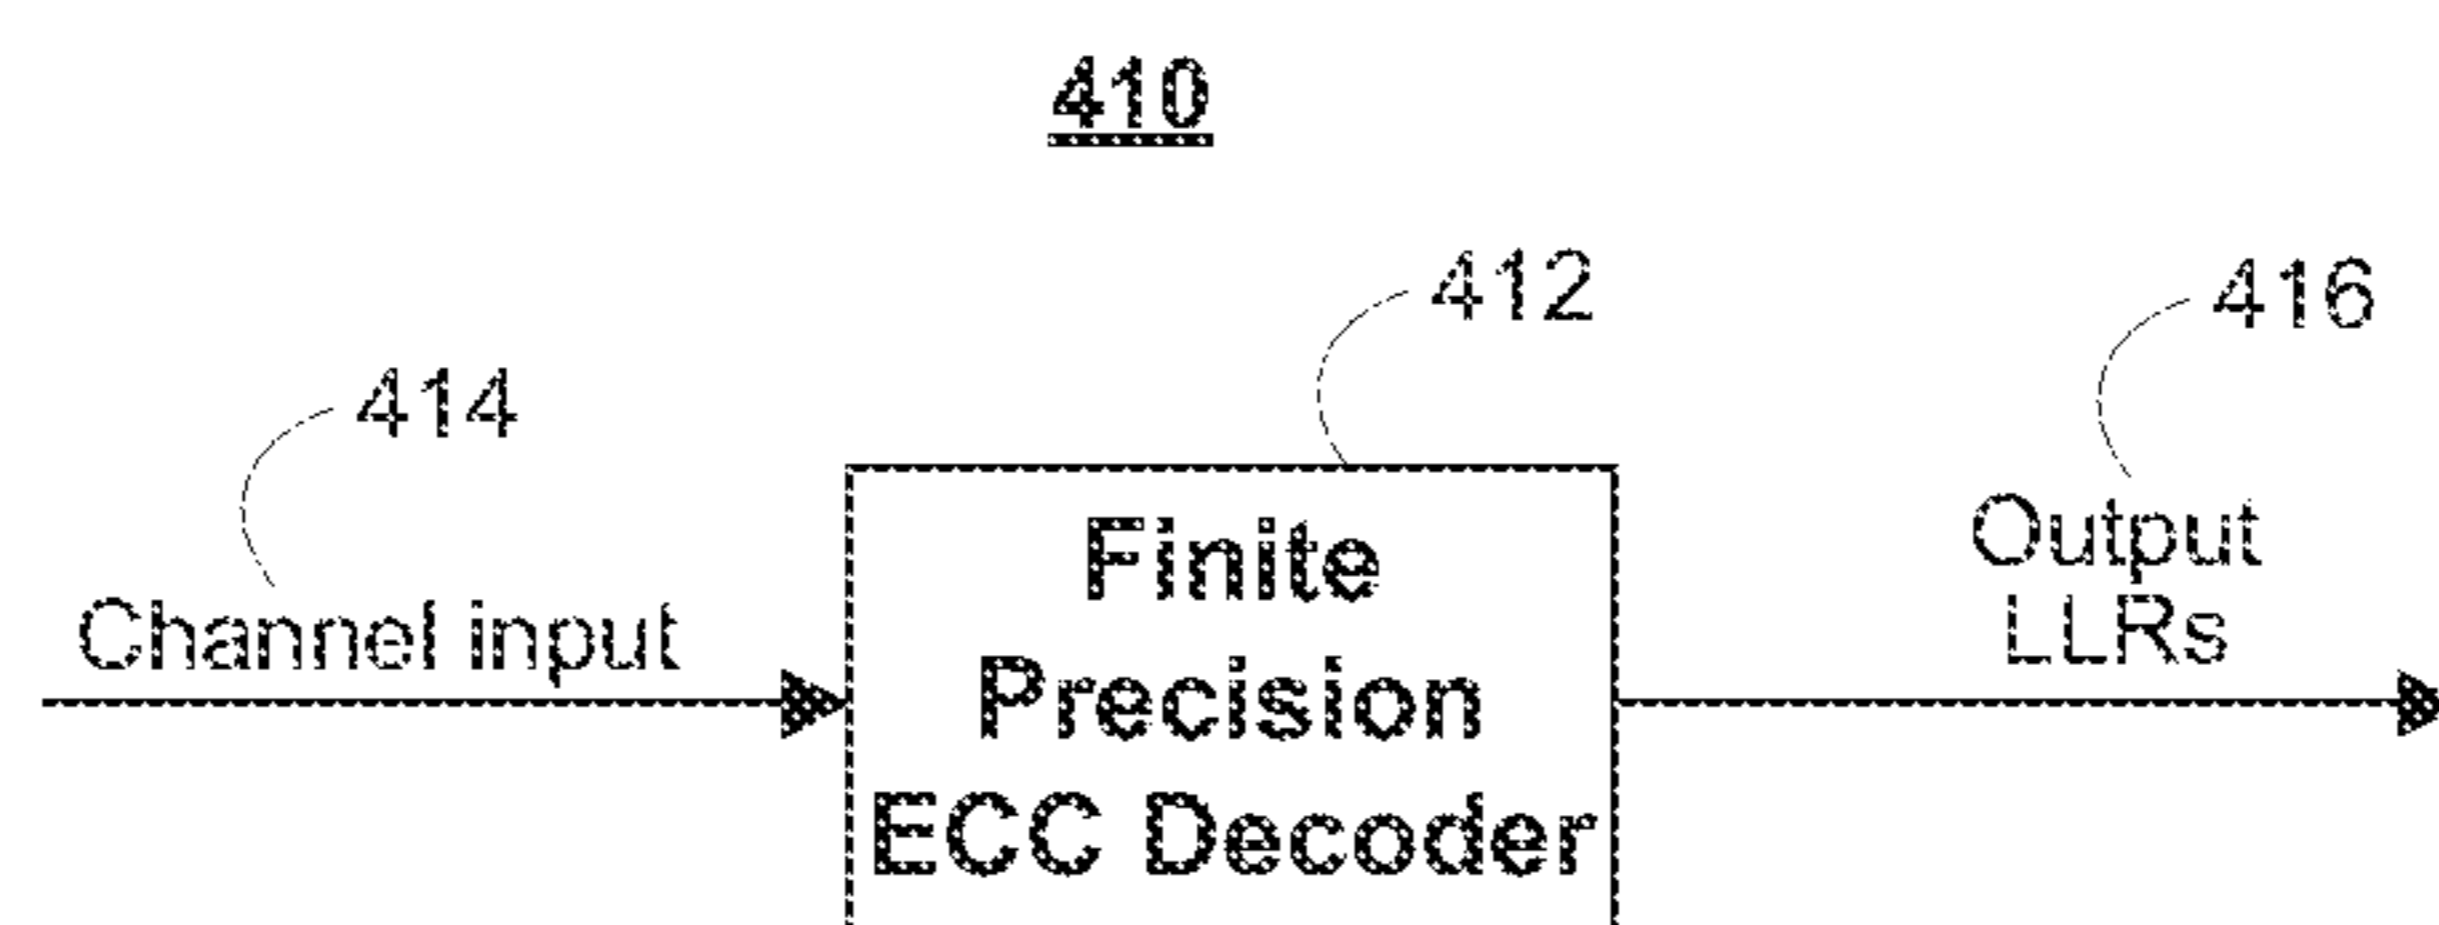 410
412
416
414
Channel input
Finite
Precision
ECC Decoder
Output
LLRs